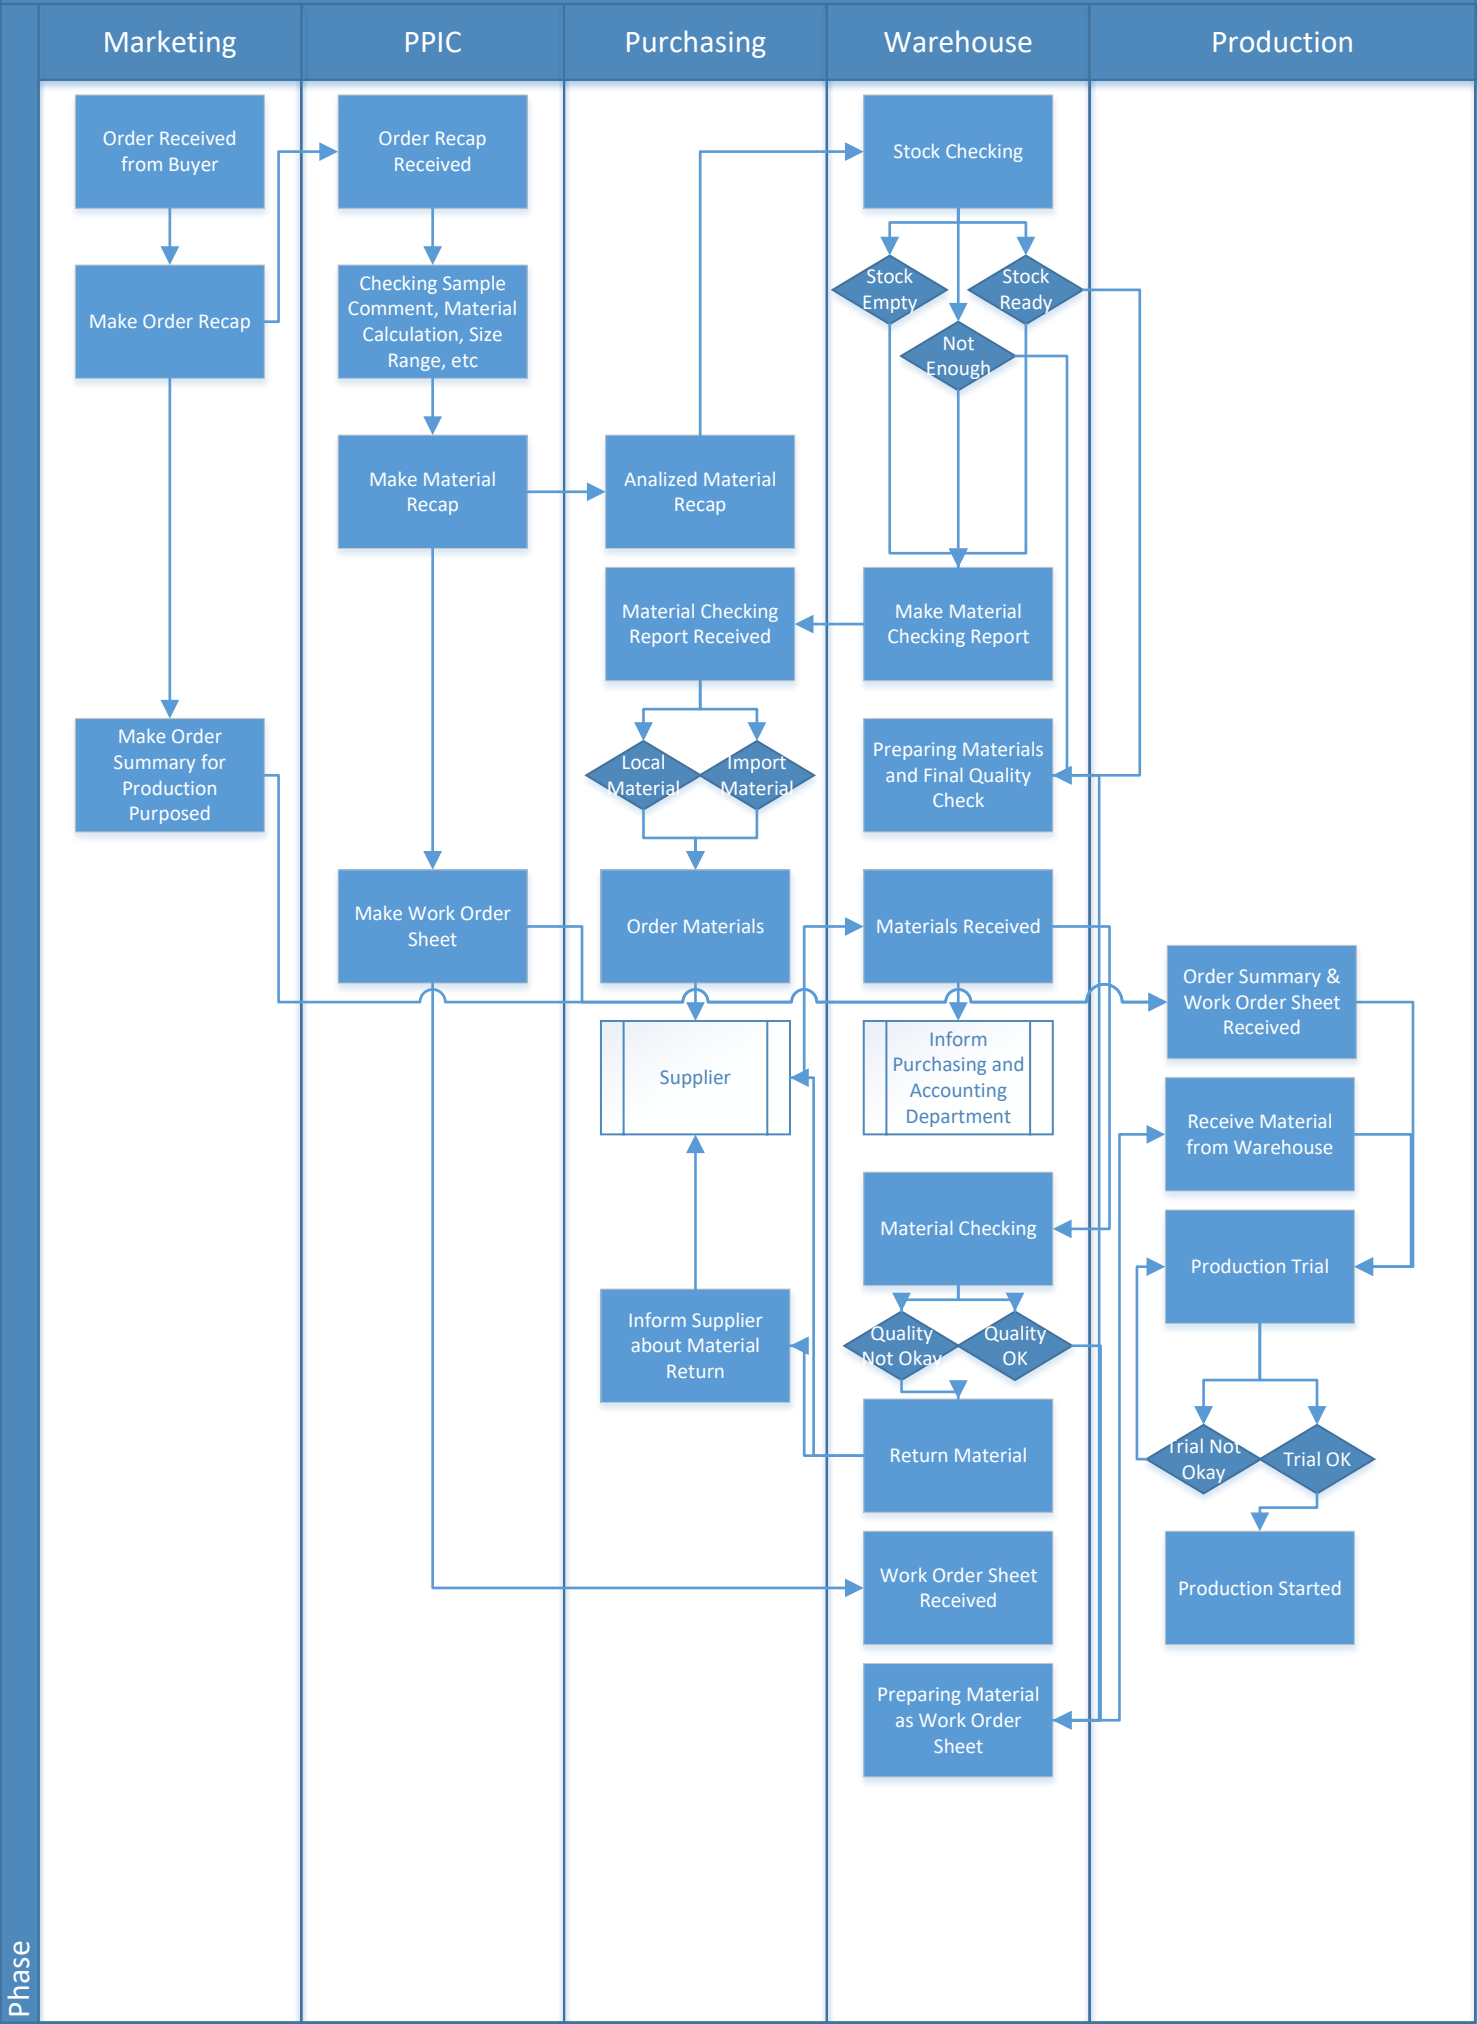 Marketing
PPIC
Purchasing
Warehouse
Production
Order Received
from Buyer
Make Order Recap
Make Order
Summary for
Production
Purposed
Order Recap
Received
Checking Sample
Comment, Material
Calculation, Size
Range, etc
Make Material
Recap
Make Work Order
Sheet
Analized Material
Recap
Material Checking
Report Received
Local
Material
Import
Material
Order Materials
Supplier
Inform Supplier
about Material
Return
Stock Checking
Stock
Empty
Stock
Ready
Not
Enough
Make Material
Checking Report
Preparing Materials
and Final Quality
Check
Materials Received
Inform
Purchasing and
Accounting
Department
Material Checking
Quality
Not Okay
Quality
OK
Return Material
Work Order Sheet
Received
Preparing Material
as Work Order
Sheet
Order Summary &
Work Order Sheet
Received
Receive Material
from Warehouse
Production Trial
Trial Not
Okay
Trial OK
Production Started
Phase